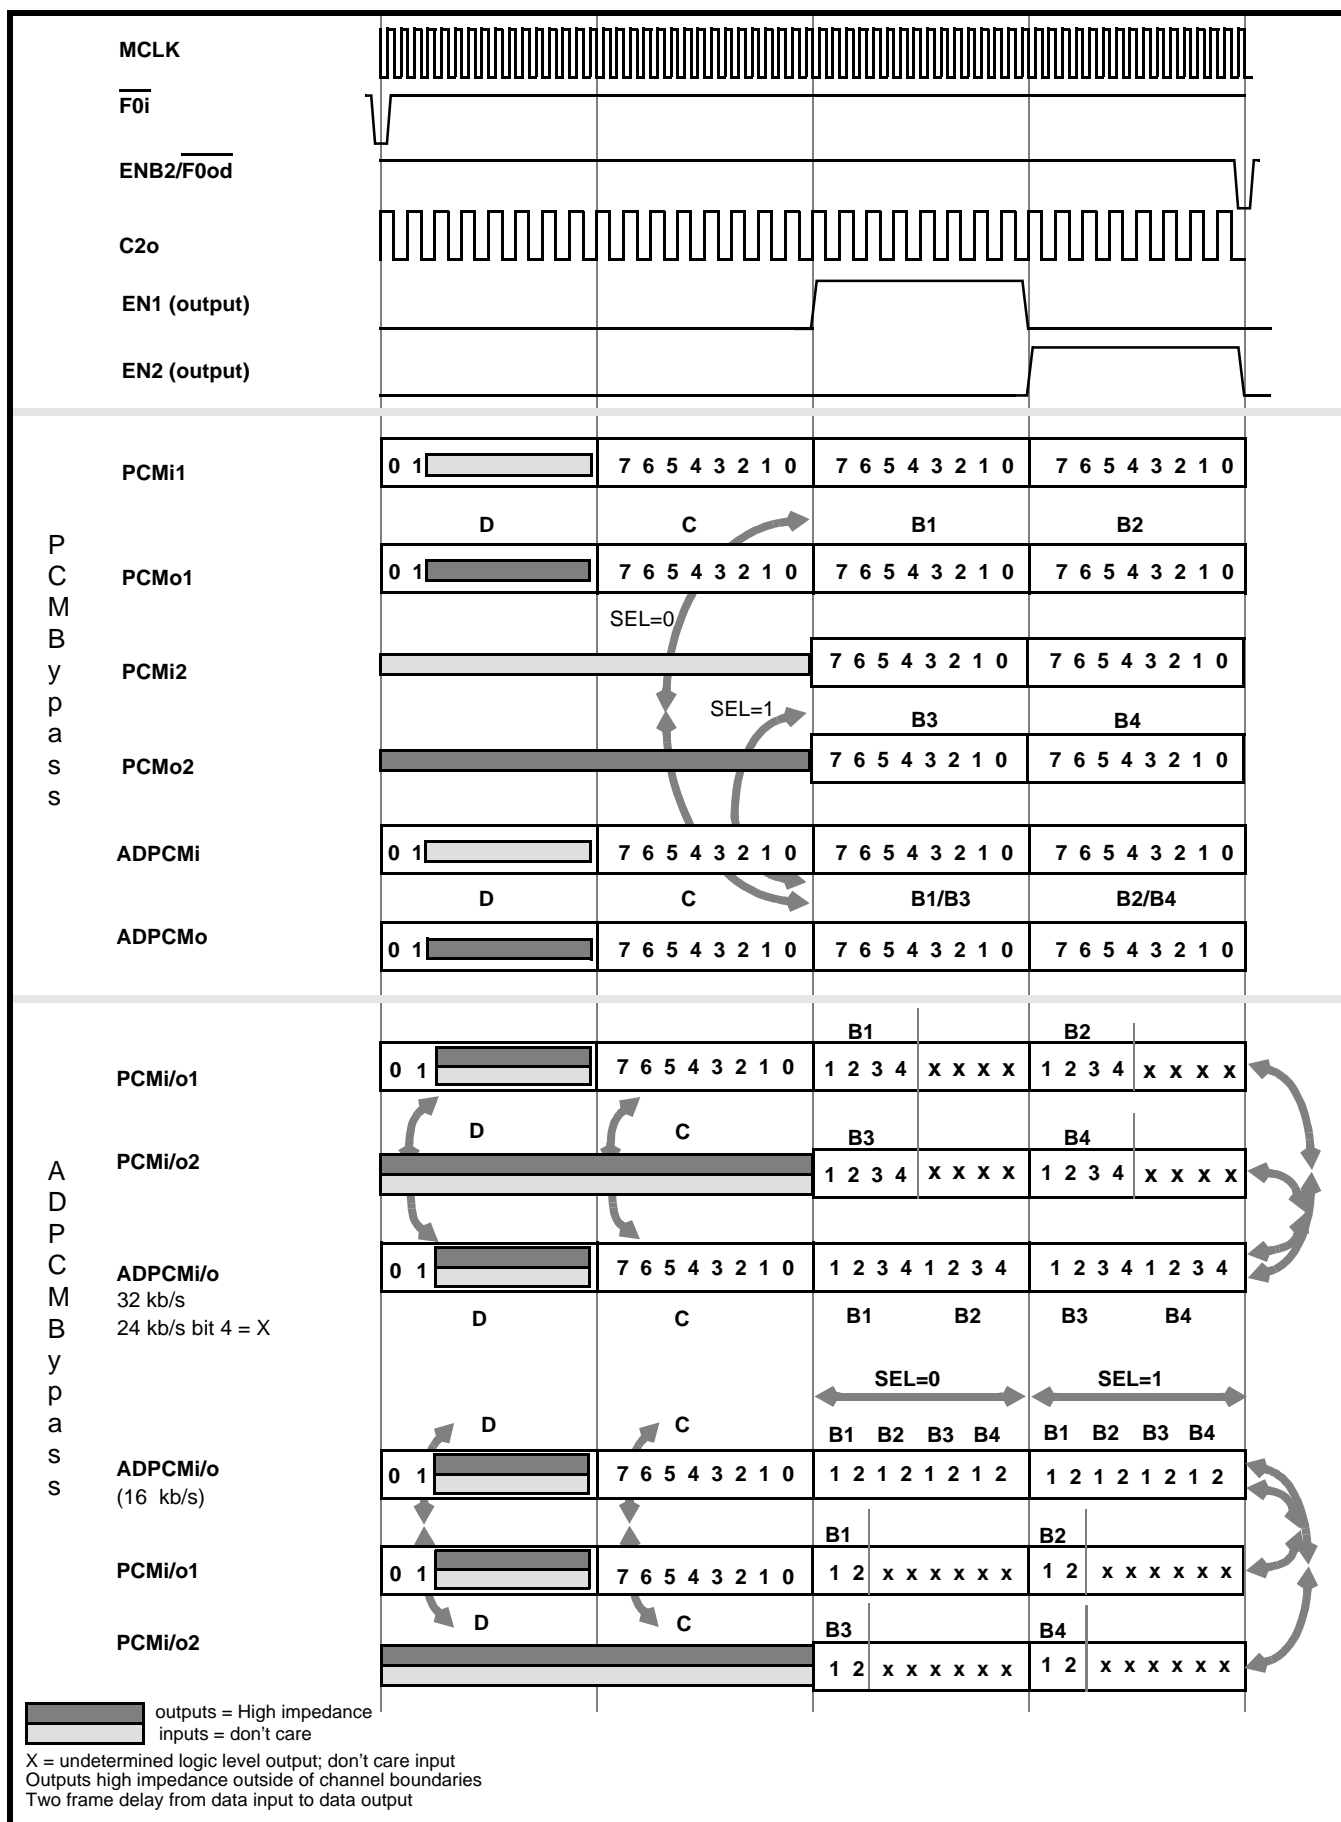 MCLK
F0i
ENB2/F0od
C2o
EN1 (output)
EN2 (output)
PCM Bypass
PCMi1
0 1 7 6 5 4 3 2 1 0 7 6 5 4 3 2 1 0 7 6 5 4 3 2 1 0
D C B1 B2
PCMo1
0 1 7 6 5 4 3 2 1 0 7 6 5 4 3 2 1 0 7 6 5 4 3 2 1 0
SEL=0
PCMi2
7 6 5 4 3 2 1 0 7 6 5 4 3 2 1 0
SEL=1
B3 B4
PCMo2
7 6 5 4 3 2 1 0 7 6 5 4 3 2 1 0
ADPCMi
0 1 7 6 5 4 3 2 1 0 7 6 5 4 3 2 1 0 7 6 5 4 3 2 1 0
D C B1/B3 B2/B4
ADPCMo
0 1 7 6 5 4 3 2 1 0 7 6 5 4 3 2 1 0 7 6 5 4 3 2 1 0
ADPCM Bypass
B1 B2
PCMi/o1
0 1 7 6 5 4 3 2 1 0 1 2 3 4 x x x x 1 2 3 4 x x x x
D C B3 B4
PCMi/o2
1 2 3 4 x x x x 1 2 3 4 x x x x
ADPCMi/o
0 1 7 6 5 4 3 2 1 0 1 2 3 4 1 2 3 4 1 2 3 4 1 2 3 4
32 kb/s
24 kb/s bit 4 = X
D C B1 B2 B3 B4
SEL=0 SEL=1
D C B1 B2 B3 B4 B1 B2 B3 B4
ADPCMi/o
(16 kb/s)
0 1 7 6 5 4 3 2 1 0 1 2 1 2 1 2 1 2 1 2 1 2 1 2 1 2
B1 B2
PCMi/o1
0 1 7 6 5 4 3 2 1 0 1 2 x x x x x x 1 2 x x x x x x
D C B3 B4
PCMi/o2
1 2 x x x x x x 1 2 x x x x x x
outputs = High impedance
inputs = don't care
X = undetermined logic level output; don't care input
Outputs high impedance outside of channel boundaries
Two frame delay from data input to data output